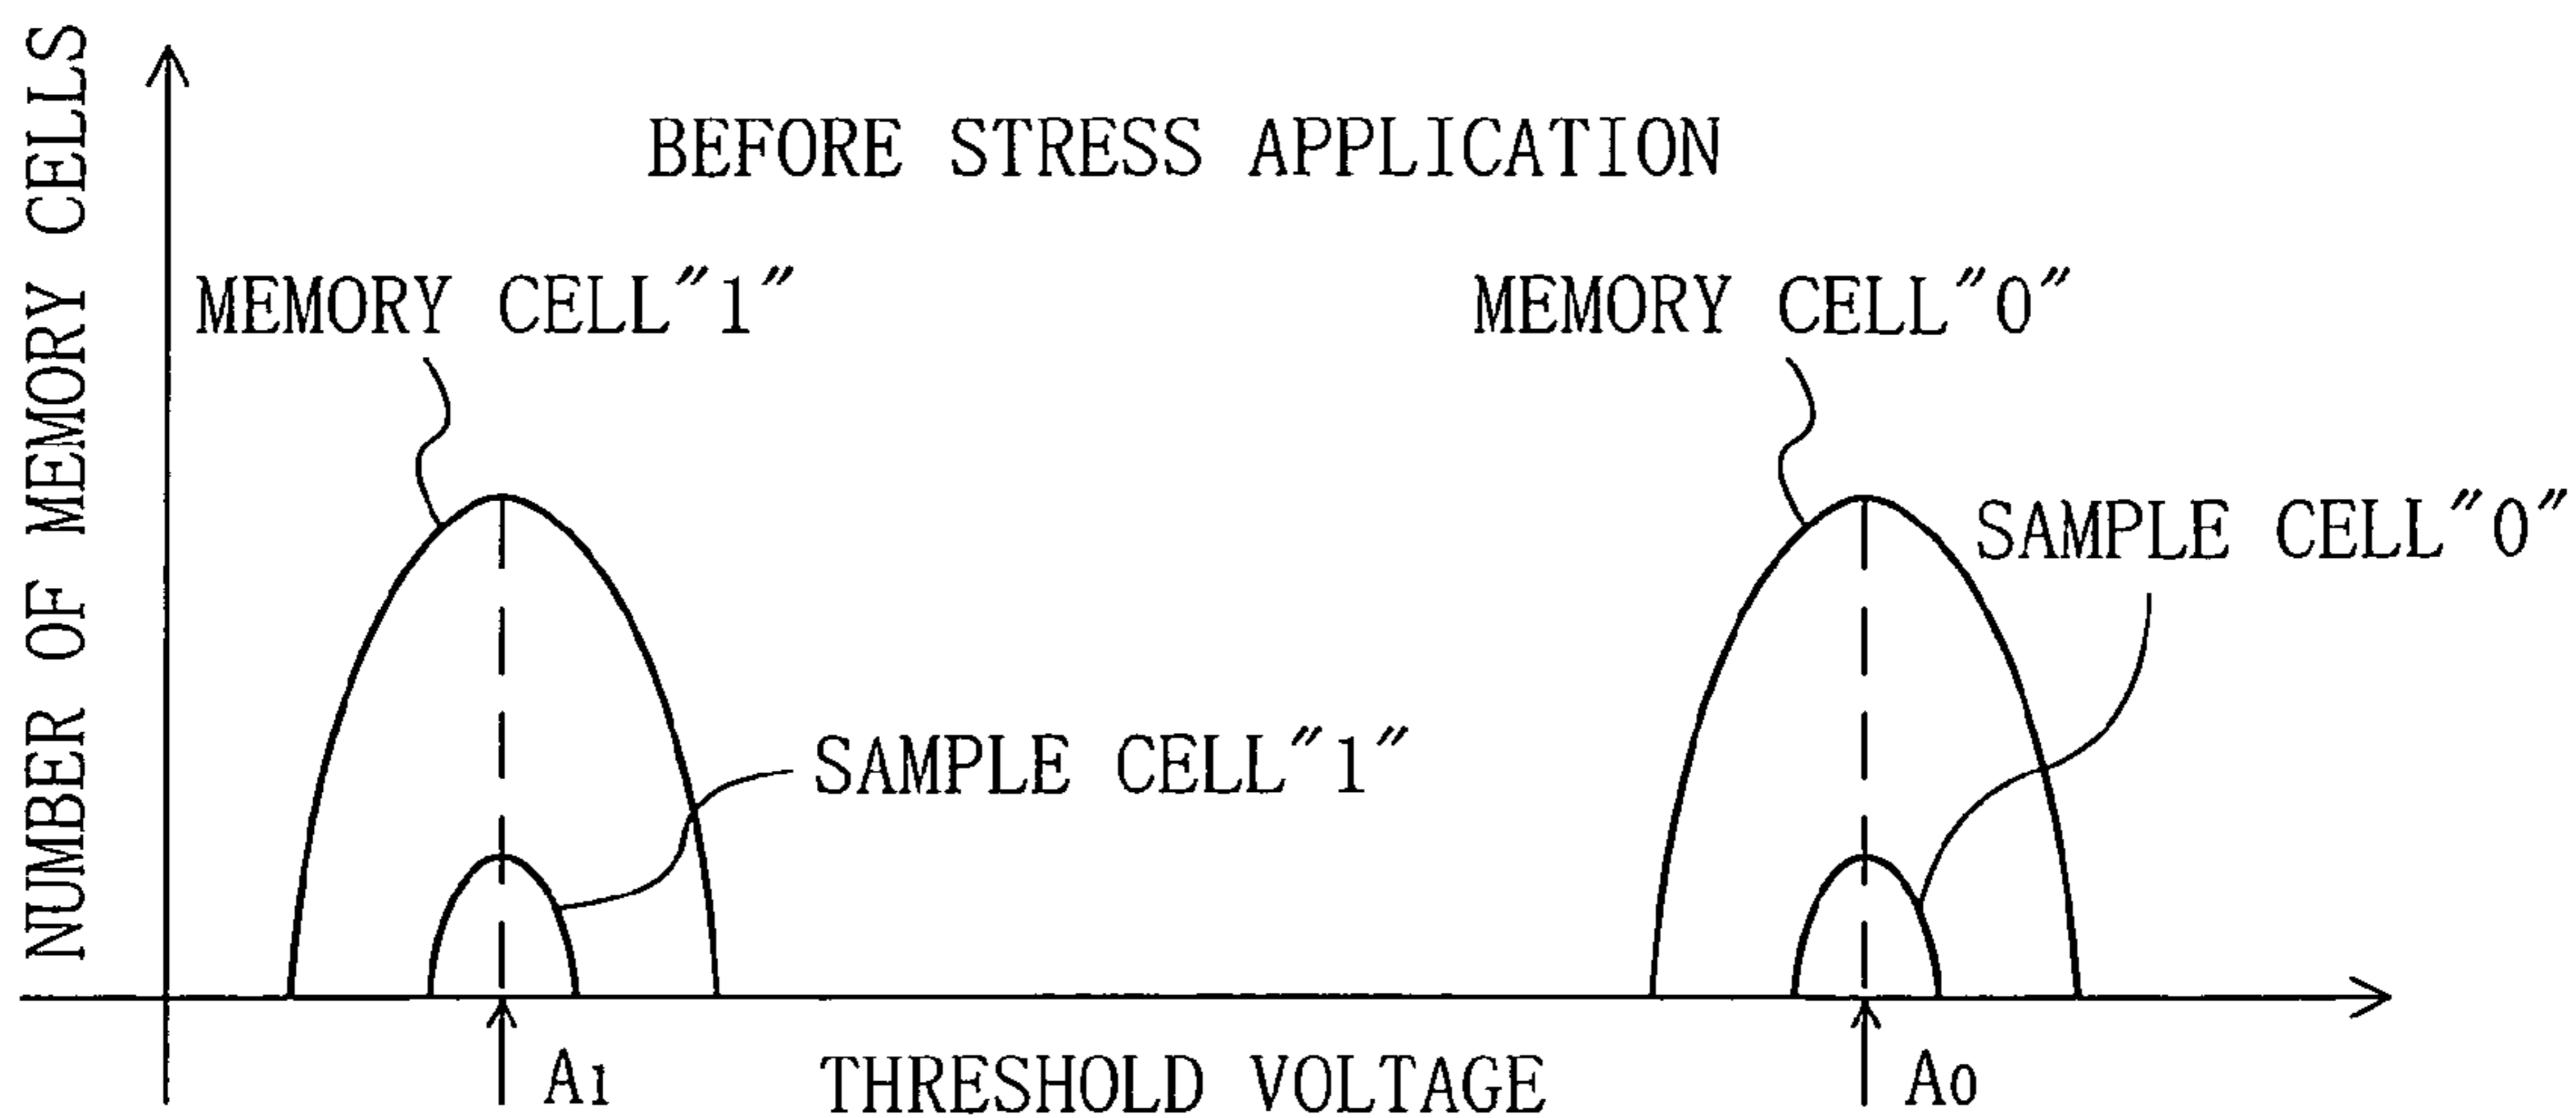 NUMBER OF MEMORY CELLS
BEFORE STRESS APPLICATION
MEMORY CELL"1"
MEMORY CELL"0"
SAMPLE CELL"0"
SAMPLE CELL"1"
A1
THRESHOLD VOLTAGE
A0